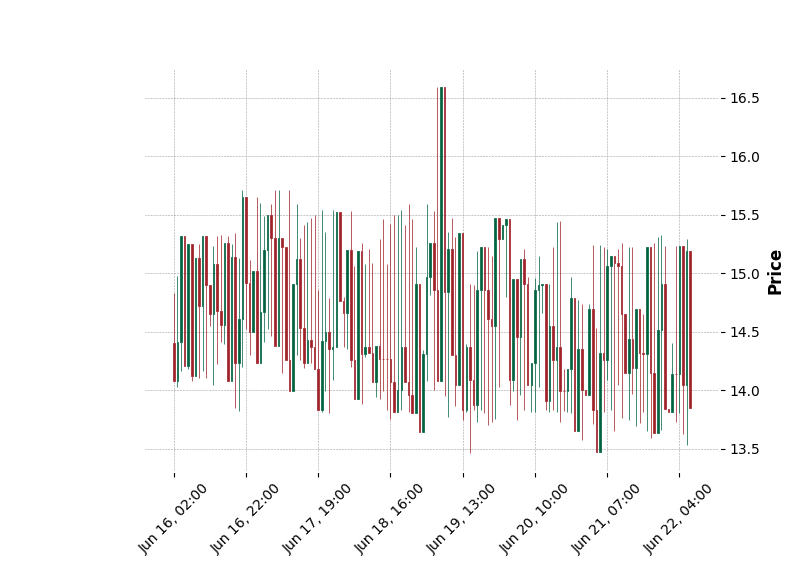 16.5
16.0
15.5
15.0
14.5
14.0
13.5
Price
Jun 16, 02:00
Jun 16, 22:00
Jun 17, 19:00
Jun 18, 16:00
Jun 19, 13:00
Jun 20, 10:00
Jun 21, 07:00
Jun 22, 04:00